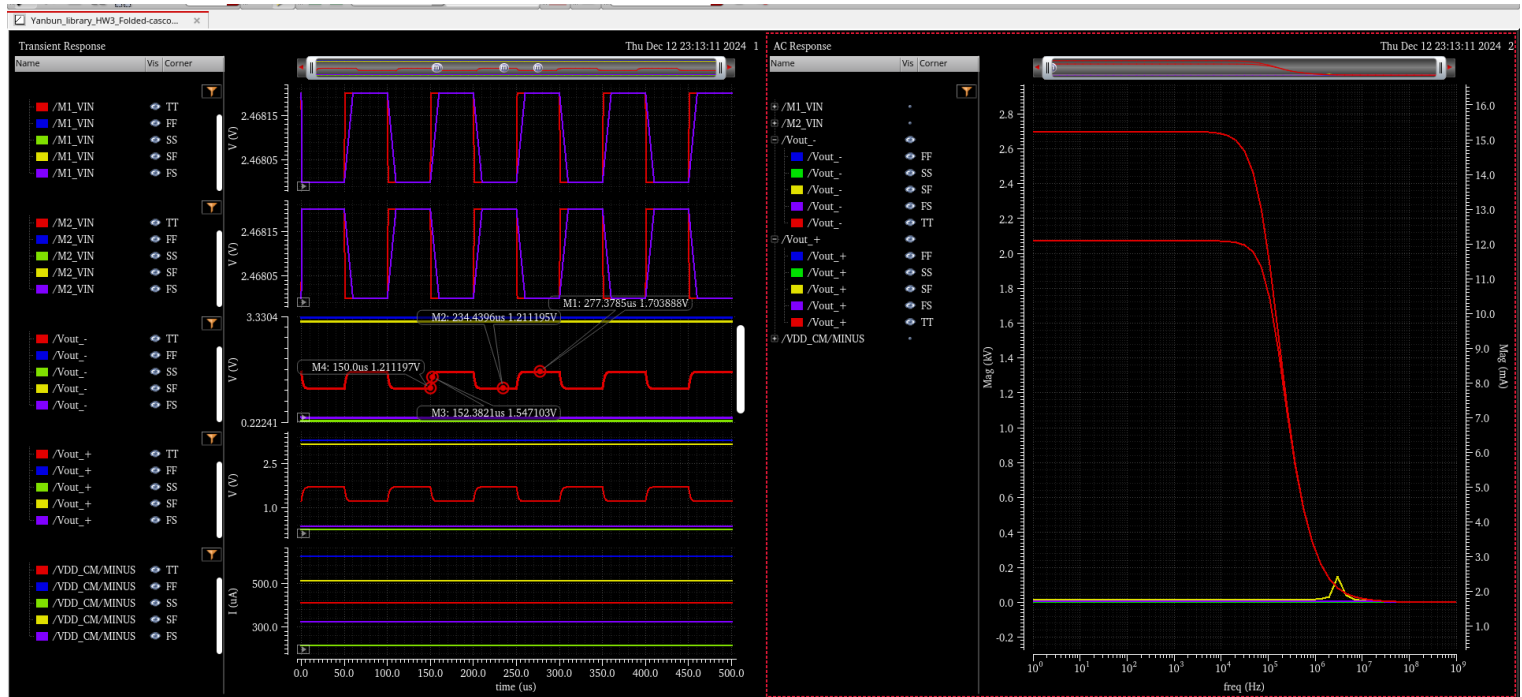 Yanbun_library_HW3_Folded-casco...
Transient Response
Thu Dec 12 23:13:11 2024 1
Name Vis Corner
/M1_VIN TT
/M1_VIN FF
/M1_VIN SS
/M1_VIN SF
/M1_VIN FS
/M2_VIN TT
/M2_VIN FF
/M2_VIN SS
/M2_VIN SF
/M2_VIN FS
/Vout_- TT
/Vout_- FF
/Vout_- SS
/Vout_- SF
/Vout_- FS
/Vout_+ TT
/Vout_+ FF
/Vout_+ SS
/Vout_+ SF
/Vout_+ FS
/VDD_CM/MINUS TT
/VDD_CM/MINUS FF
/VDD_CM/MINUS SS
/VDD_CM/MINUS SF
/VDD_CM/MINUS FS
2.46815
2.46805
V (V)
2.46815
2.46805
V (V)
3.3304
0.22241
V (V)
M1: 277.3785us 1.703888V
M2: 234.4396us 1.211195V
M4: 150.0us 1.211197V
M3: 152.3821us 1.547103V
2.5
1.0
V (V)
500.0
300.0
I (uA)
0.0 50.0 100.0 150.0 200.0 250.0 300.0 350.0 400.0 450.0 500.0
time (us)
AC Response
Thu Dec 12 23:13:11 2024 2
Name Vis Corner
/M1_VIN
/M2_VIN
/Vout_-
/Vout_- FF
/Vout_- SS
/Vout_- SF
/Vout_- FS
/Vout_- TT
/Vout_+
/Vout_+ FF
/Vout_+ SS
/Vout_+ SF
/Vout_+ FS
/Vout_+ TT
/VDD_CM/MINUS
2.8
2.6
2.4
2.2
2.0
1.8
1.6
1.4
1.2
1.0
0.8
0.6
0.4
0.2
0.0
-0.2
Mag (kV)
16.0
15.0
14.0
13.0
12.0
11.0
10.0
9.0
8.0
7.0
6.0
5.0
4.0
3.0
2.0
1.0
Mag (mA)
10⁰ 10¹ 10² 10³ 10⁴ 10⁵ 10⁶ 10⁷ 10⁸ 10⁹
freq (Hz)